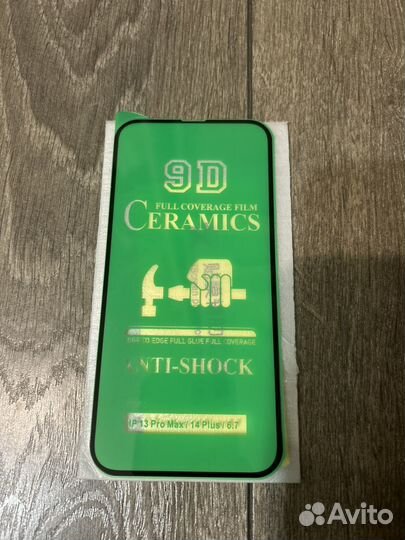 9D
FULL COVERAGE FILM
CERAMICS
TO EDGE FULL GLUE FULL COVERAGE
ANTI-SHOCK
IP 13 Pro Max / 14 Plus / 6.7
Avito